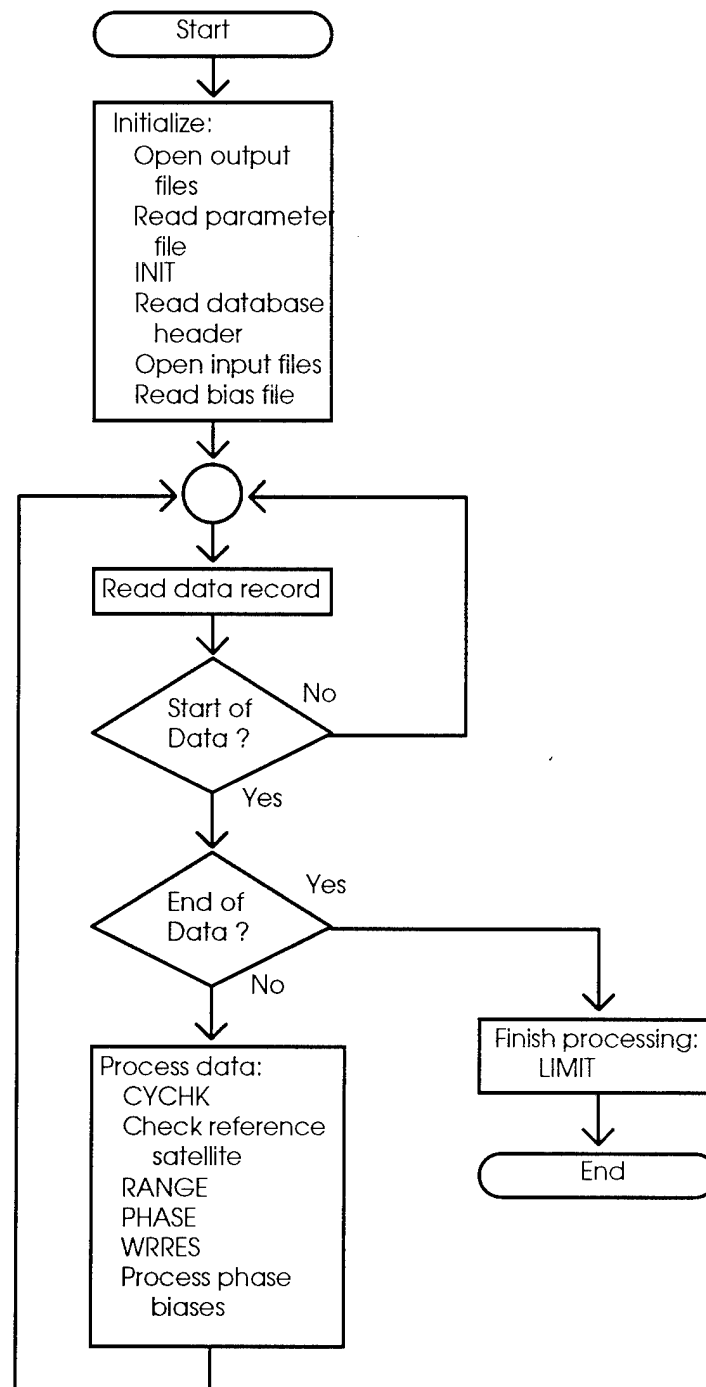 Start
Initialize:
Open output
files
Read parameter
file
INIT
Read database
header
Open input files
Read bias file
Read data record
No
Start of
Data ?
Yes
Yes
End of
Data ?
No
Process data:
CYCHK
Check reference
satellite
RANGE
PHASE
WRRES
Process phase
biases
Finish processing:
LIMIT
End